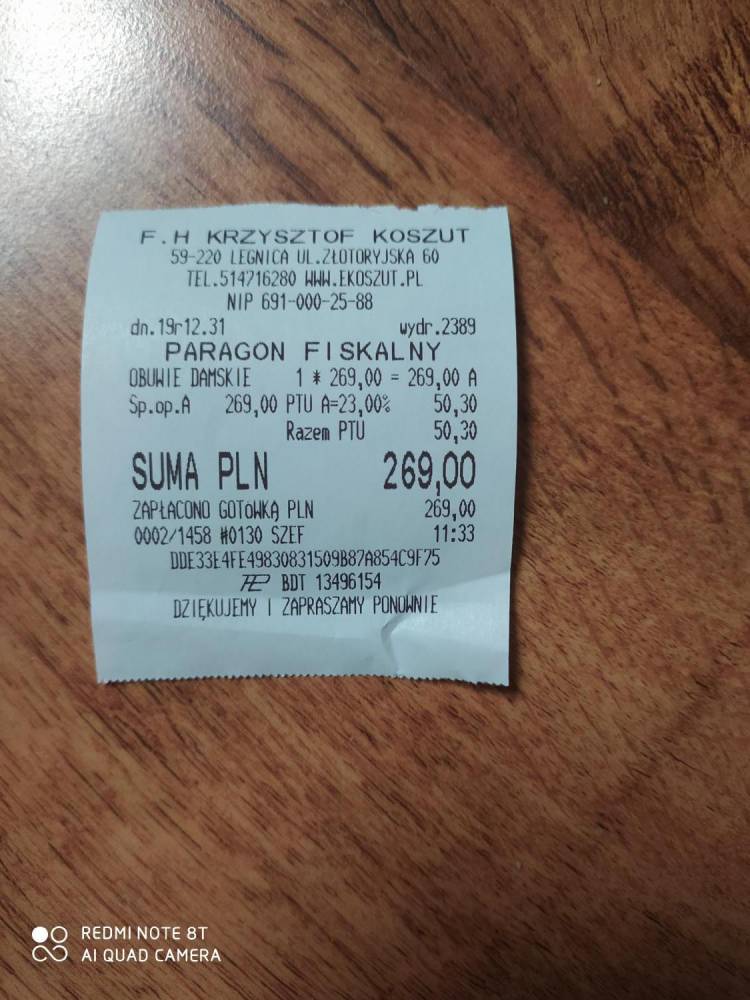 F.H KRZYSZTOF KOSZUT
59-220 LEGNICA UL.ZŁOTORYJSKA 60
TEL.514716280 WWW.EKOSZUT.PL
NIP 691-000-25-88
dn.19r12.31 wydr.2389
PARAGON FISKALNY
OBUWIE DAMSKIE 1 * 269,00 = 269,00 A
Sp.op.A 269,00 PTU A=23,00% 50,30
Razem PTU 50,30
SUMA PLN 269,00
ZAPŁACONO GOTÓWKĄ PLN 269,00
0002/1458 #0130 SZEF 11:33
DDE33E4FE49830831509B87A854C9F75
BDT 13496154
DZIĘKUJEMY I ZAPRASZAMY PONOWNIE
REDMI NOTE 8T
AI QUAD CAMERA